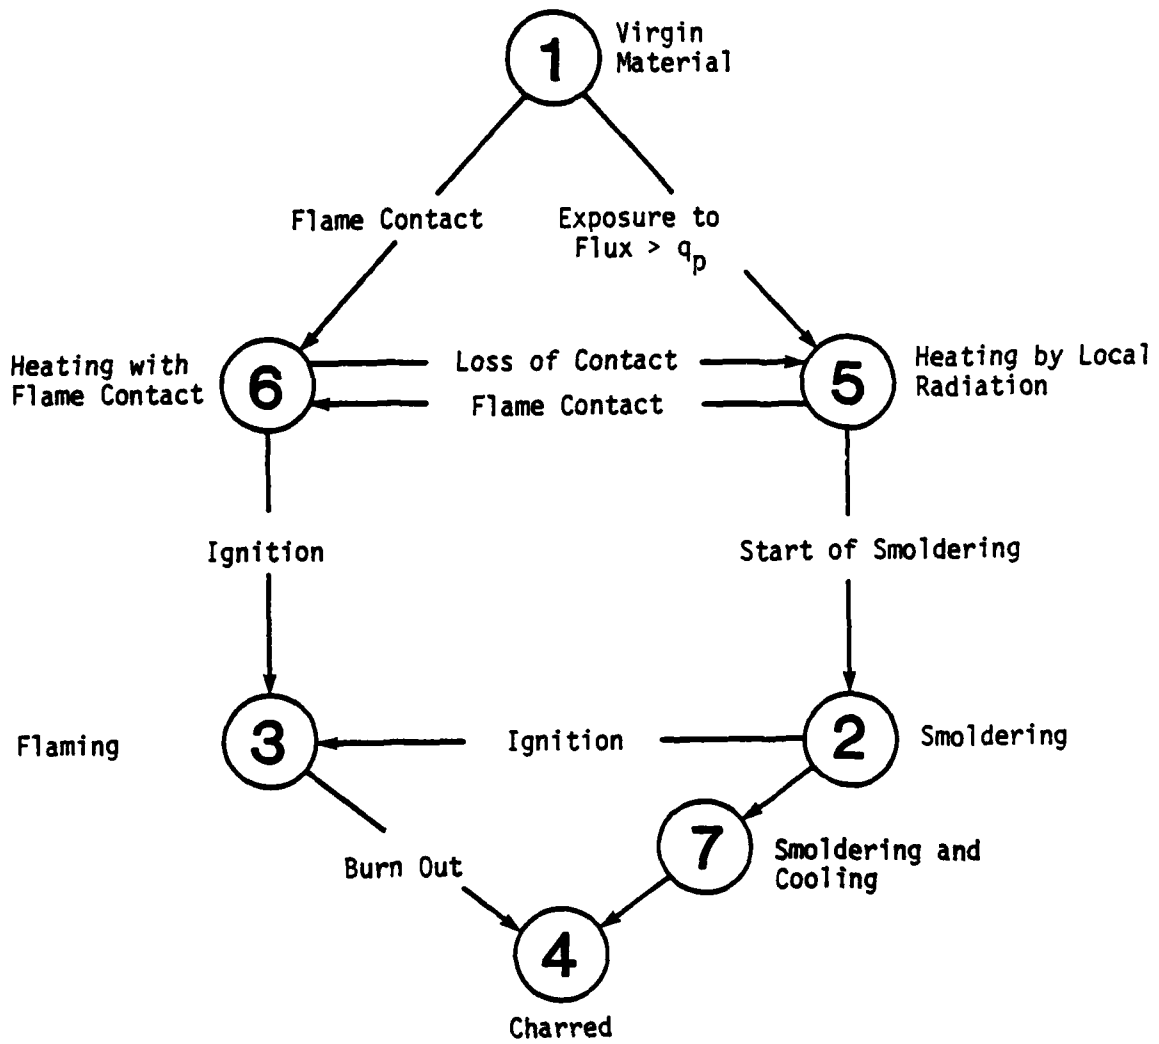 1
Virgin
Material
Flame Contact
Exposure to
Flux > qp
Heating with
Flame Contact
6
Loss of Contact
Flame Contact
5
Heating by Local
Radiation
Ignition
Start of Smoldering
Flaming
3
Ignition
2
Smoldering
7
Smoldering and
Cooling
Burn Out
4
Charred